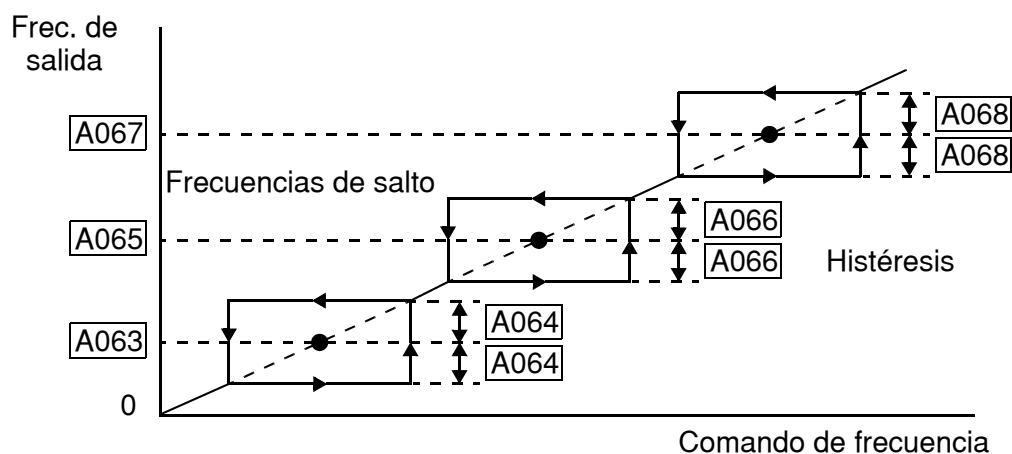 Frec. de
salida
A067
A068
A068
Frecuencias de salto
A065
A066
A066
Histéresis
A063
A064
A064
0
Comando de frecuencia